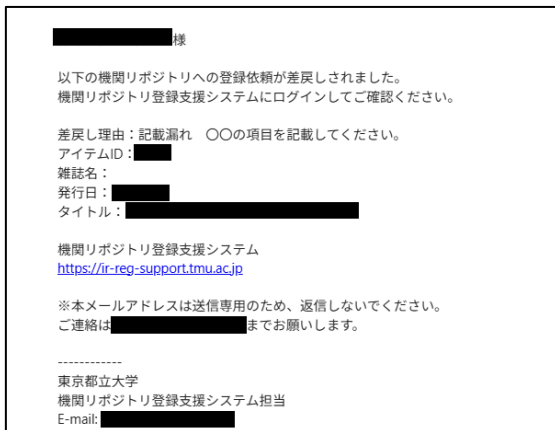 様
以下の機関リポジトリへの登録依頼が差戻しされました。
機関リポジトリ登録支援システムにログインしてご確認ください。
差戻し理由：記載漏れ　〇〇の項目を記載してください。
アイテムID：
雑誌名：
発行日：
タイトル：
機関リポジトリ登録支援システム
https://ir-reg-support.tmu.ac.jp
※本メールアドレスは送信専用のため、返信しないでください。
ご連絡は　までお願いします。
------------
東京都立大学
機関リポジトリ登録支援システム担当
E-mail: